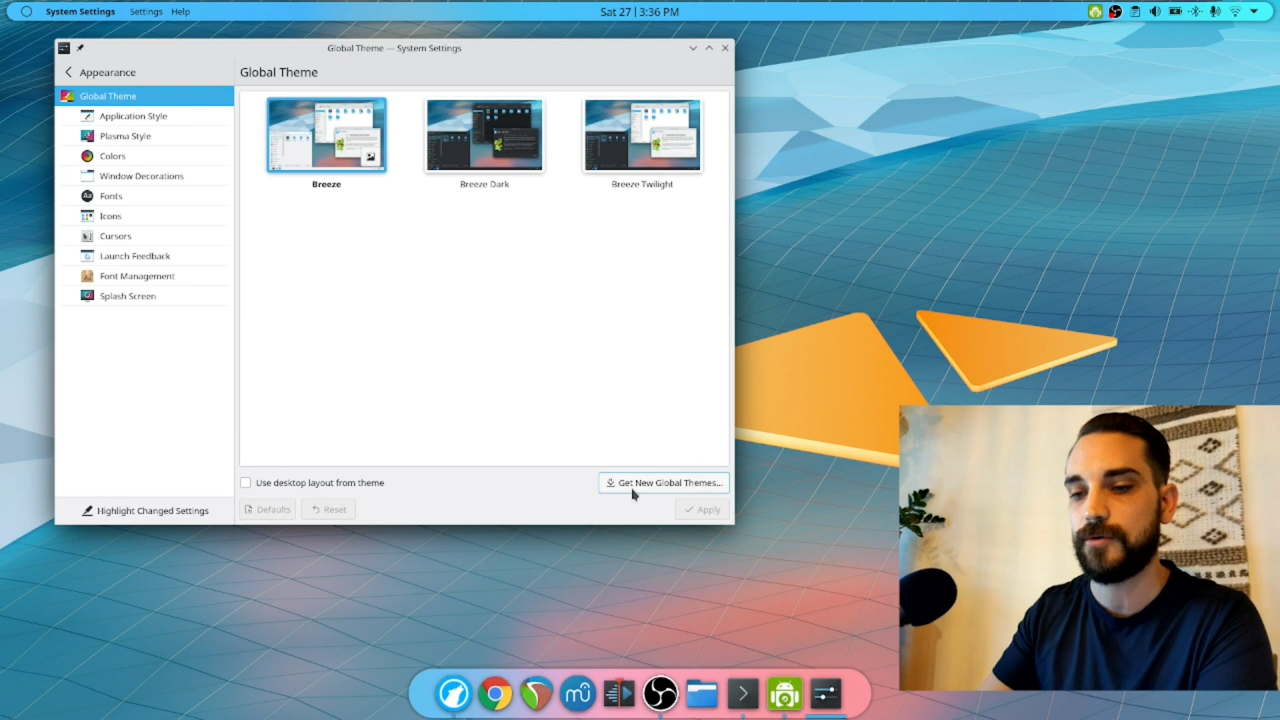 System Settings Settings Help Sat 27 | 3:36 PM
Global Theme — System Settings
Appearance
Global Theme
Global Theme
Application Style
Plasma Style
Colors
Window Decorations
Aa Fonts
Icons
Cursors
Launch Feedback
Font Management
Splash Screen
Breeze Breeze Dark Breeze Twilight
Use desktop layout from theme Get New Global Themes...
Highlight Changed Settings Defaults Reset Apply
mu